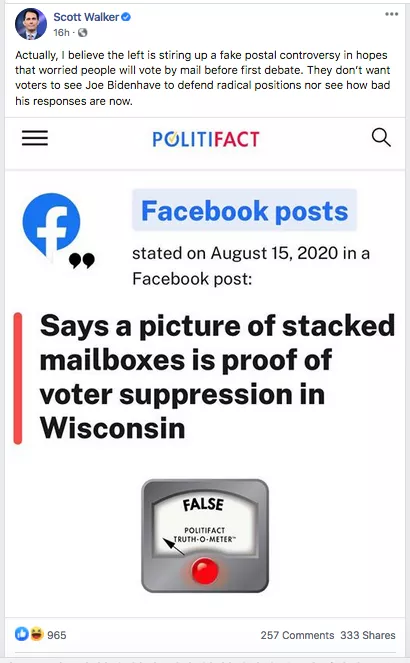 Scott Walker
16h ·
Actually, I believe the left is stiring up a fake postal controversy in hopes
that worried people will vote by mail before first debate. They don't want
voters to see Joe Bidenhave to defend radical positions nor see how bad
his responses are now.
POLITIFACT
Facebook posts
stated on August 15, 2020 in a
Facebook post:
Says a picture of stacked
mailboxes is proof of
voter suppression in
Wisconsin
FALSE
POLITIFACT
TRUTH-O-METER™
965
257 Comments 333 Shares